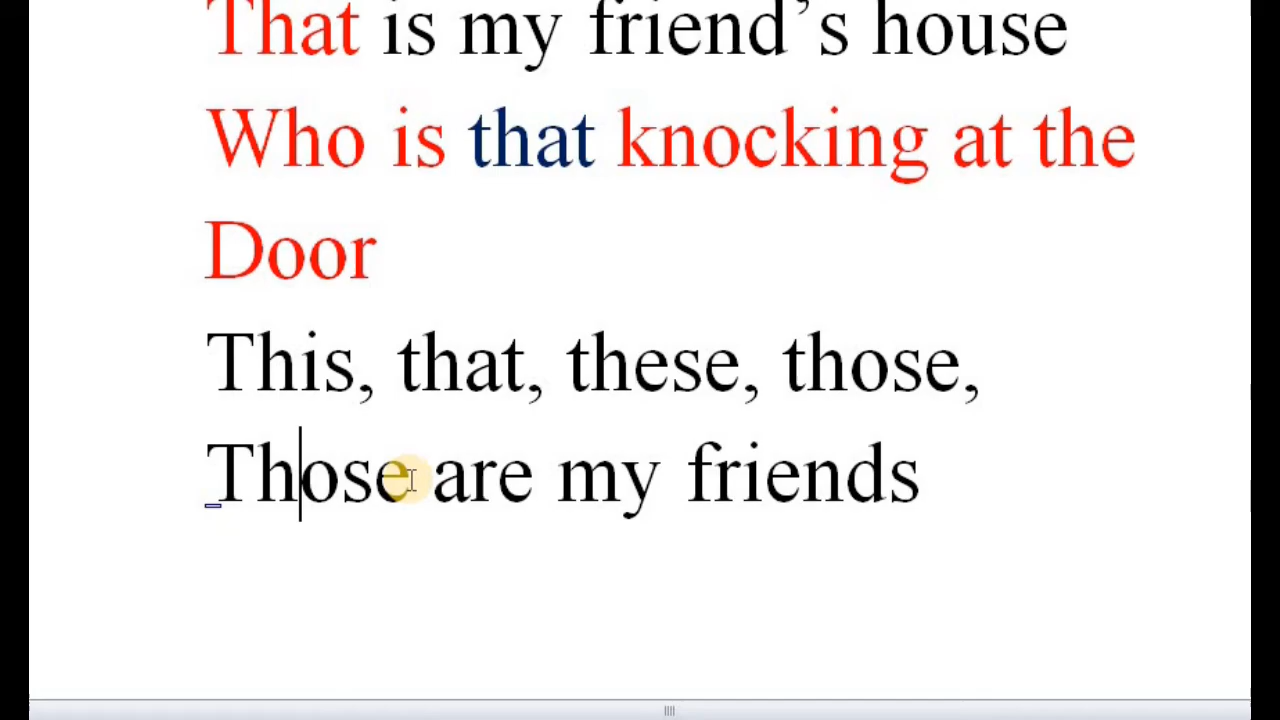 That is my friend’s house
Who is that knocking at the
Door
This, that, these, those,
Those are my friends